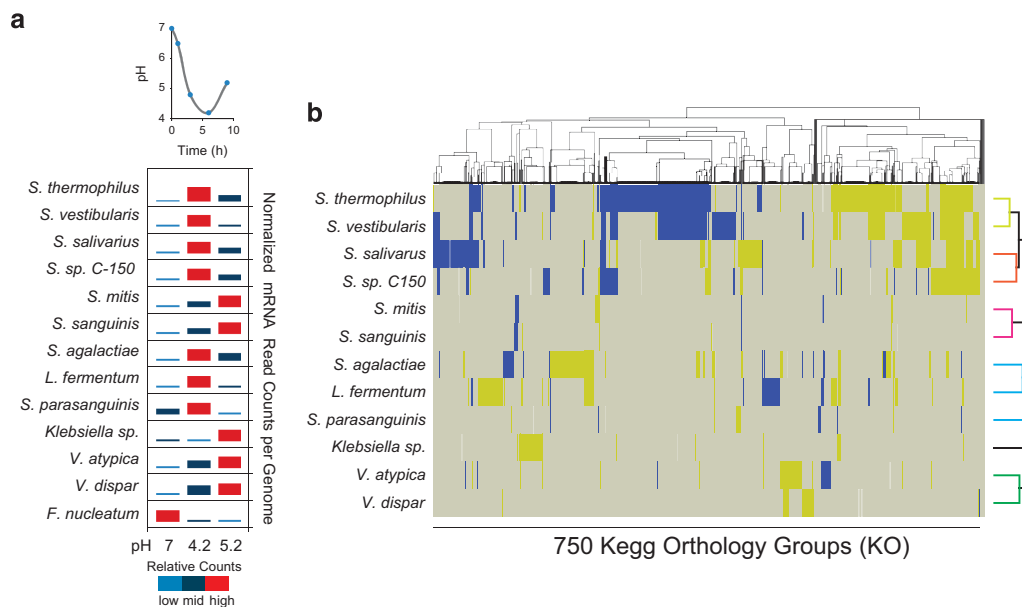 a
7
6
5
4
pH
0 5 10
Time (h)
S. thermophilus
S. vestibularis
S. salivarius
S. sp. C-150
S. mitis
S. sanguinis
S. agalactiae
L. fermentum
S. parasanguinis
Klebsiella sp.
V. atypica
V. dispar
F. nucleatum
Normalized mRNA Read Counts per Genome
pH 7 4.2 5.2
Relative Counts
low mid high
b
S. thermophilus
S. vestibularis
S. salivarus
S. sp. C150
S. mitis
S. sanguinis
S. agalactiae
L. fermentum
S. parasanguinis
Klebsiella sp.
V. atypica
V. dispar
750 Kegg Orthology Groups (KO)